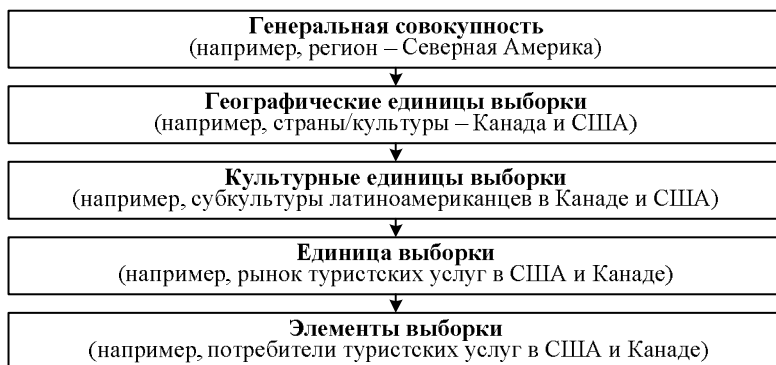 Генеральная совокупность
(например, регион – Северная Америка)
Географические единицы выборки
(например, страны/культуры – Канада и США)
Культурные единицы выборки
(например, субкультуры латиноамериканцев в Канаде и США)
Единица выборки
(например, рынок туристских услуг в США и Канаде)
Элементы выборки
(например, потребители туристских услуг в США и Канаде)